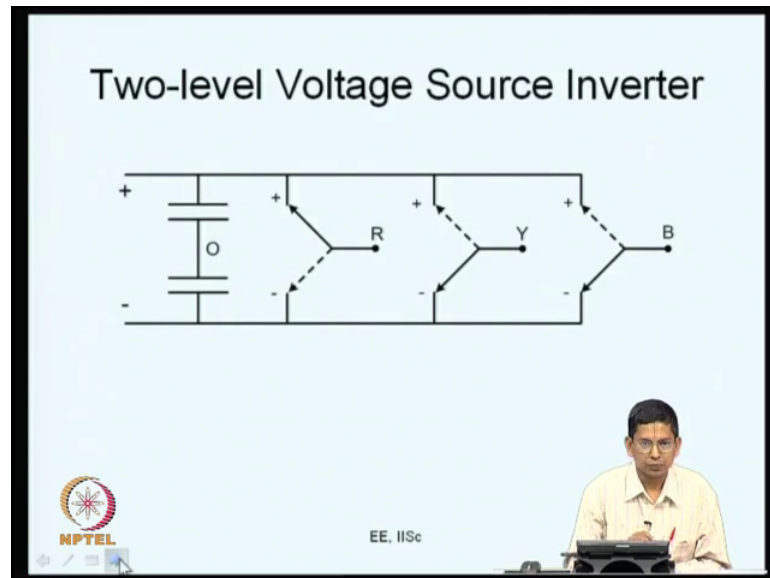 Two-level Voltage Source Inverter
+ + + +
R Y B
O
- - - -
NPTEL
EE, IISc